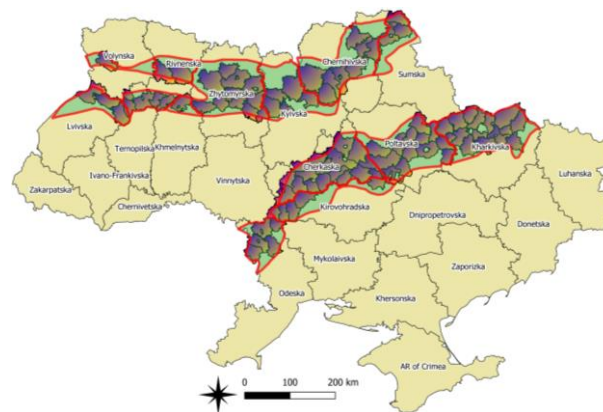 Volynska
Rivnenska
Chernihivska
Zhytomyrska
Sumska
Kyivska
Lvivska
Poltavska
Kharkivska
Ternopilska
Khmelnytska
Cherkaska
Luhanska
Ivano-Frankivska
Vinnytska
Zakarpatska
Kirovohradska
Chernivetska
Dnipropetrovska
Donetska
Mykolaivska
Zaporizka
Odeska
Khersonska
AR of Crimea
0 100 200 km